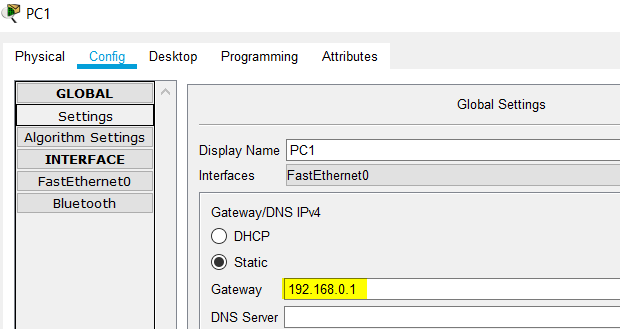 PC1
Physical Config Desktop Programming Attributes
GLOBAL
Settings
Algorithm Settings
INTERFACE
FastEthernet0
Bluetooth
Global Settings
Display Name PC1
Interfaces FastEthernet0
Gateway/DNS IPv4
DHCP
Static
Gateway 192.168.0.1
DNS Server